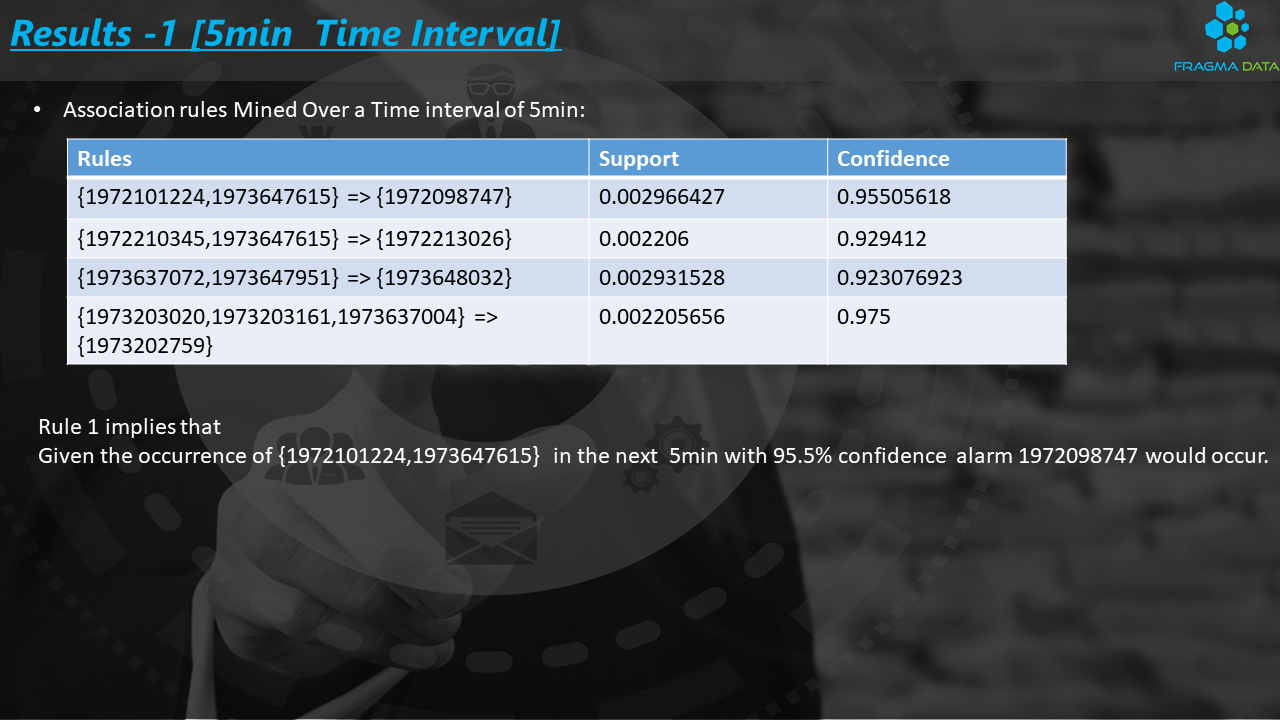 Results -1 [5min Time Interval]
FRAGMA DATA
• Association rules Mined Over a Time interval of 5min:
Rules Support Confidence
{1972101224,1973647615} => {1972098747} 0.002966427 0.95505618
{1972210345,1973647615} => {1972213026} 0.002206 0.929412
{1973637072,1973647951} => {1973648032} 0.002931528 0.923076923
{1973203020,1973203161,1973637004} => 0.002205656 0.975
{1973202759}
Rule 1 implies that
Given the occurrence of {1972101224,1973647615} in the next 5min with 95.5% confidence alarm 1972098747 would occur.